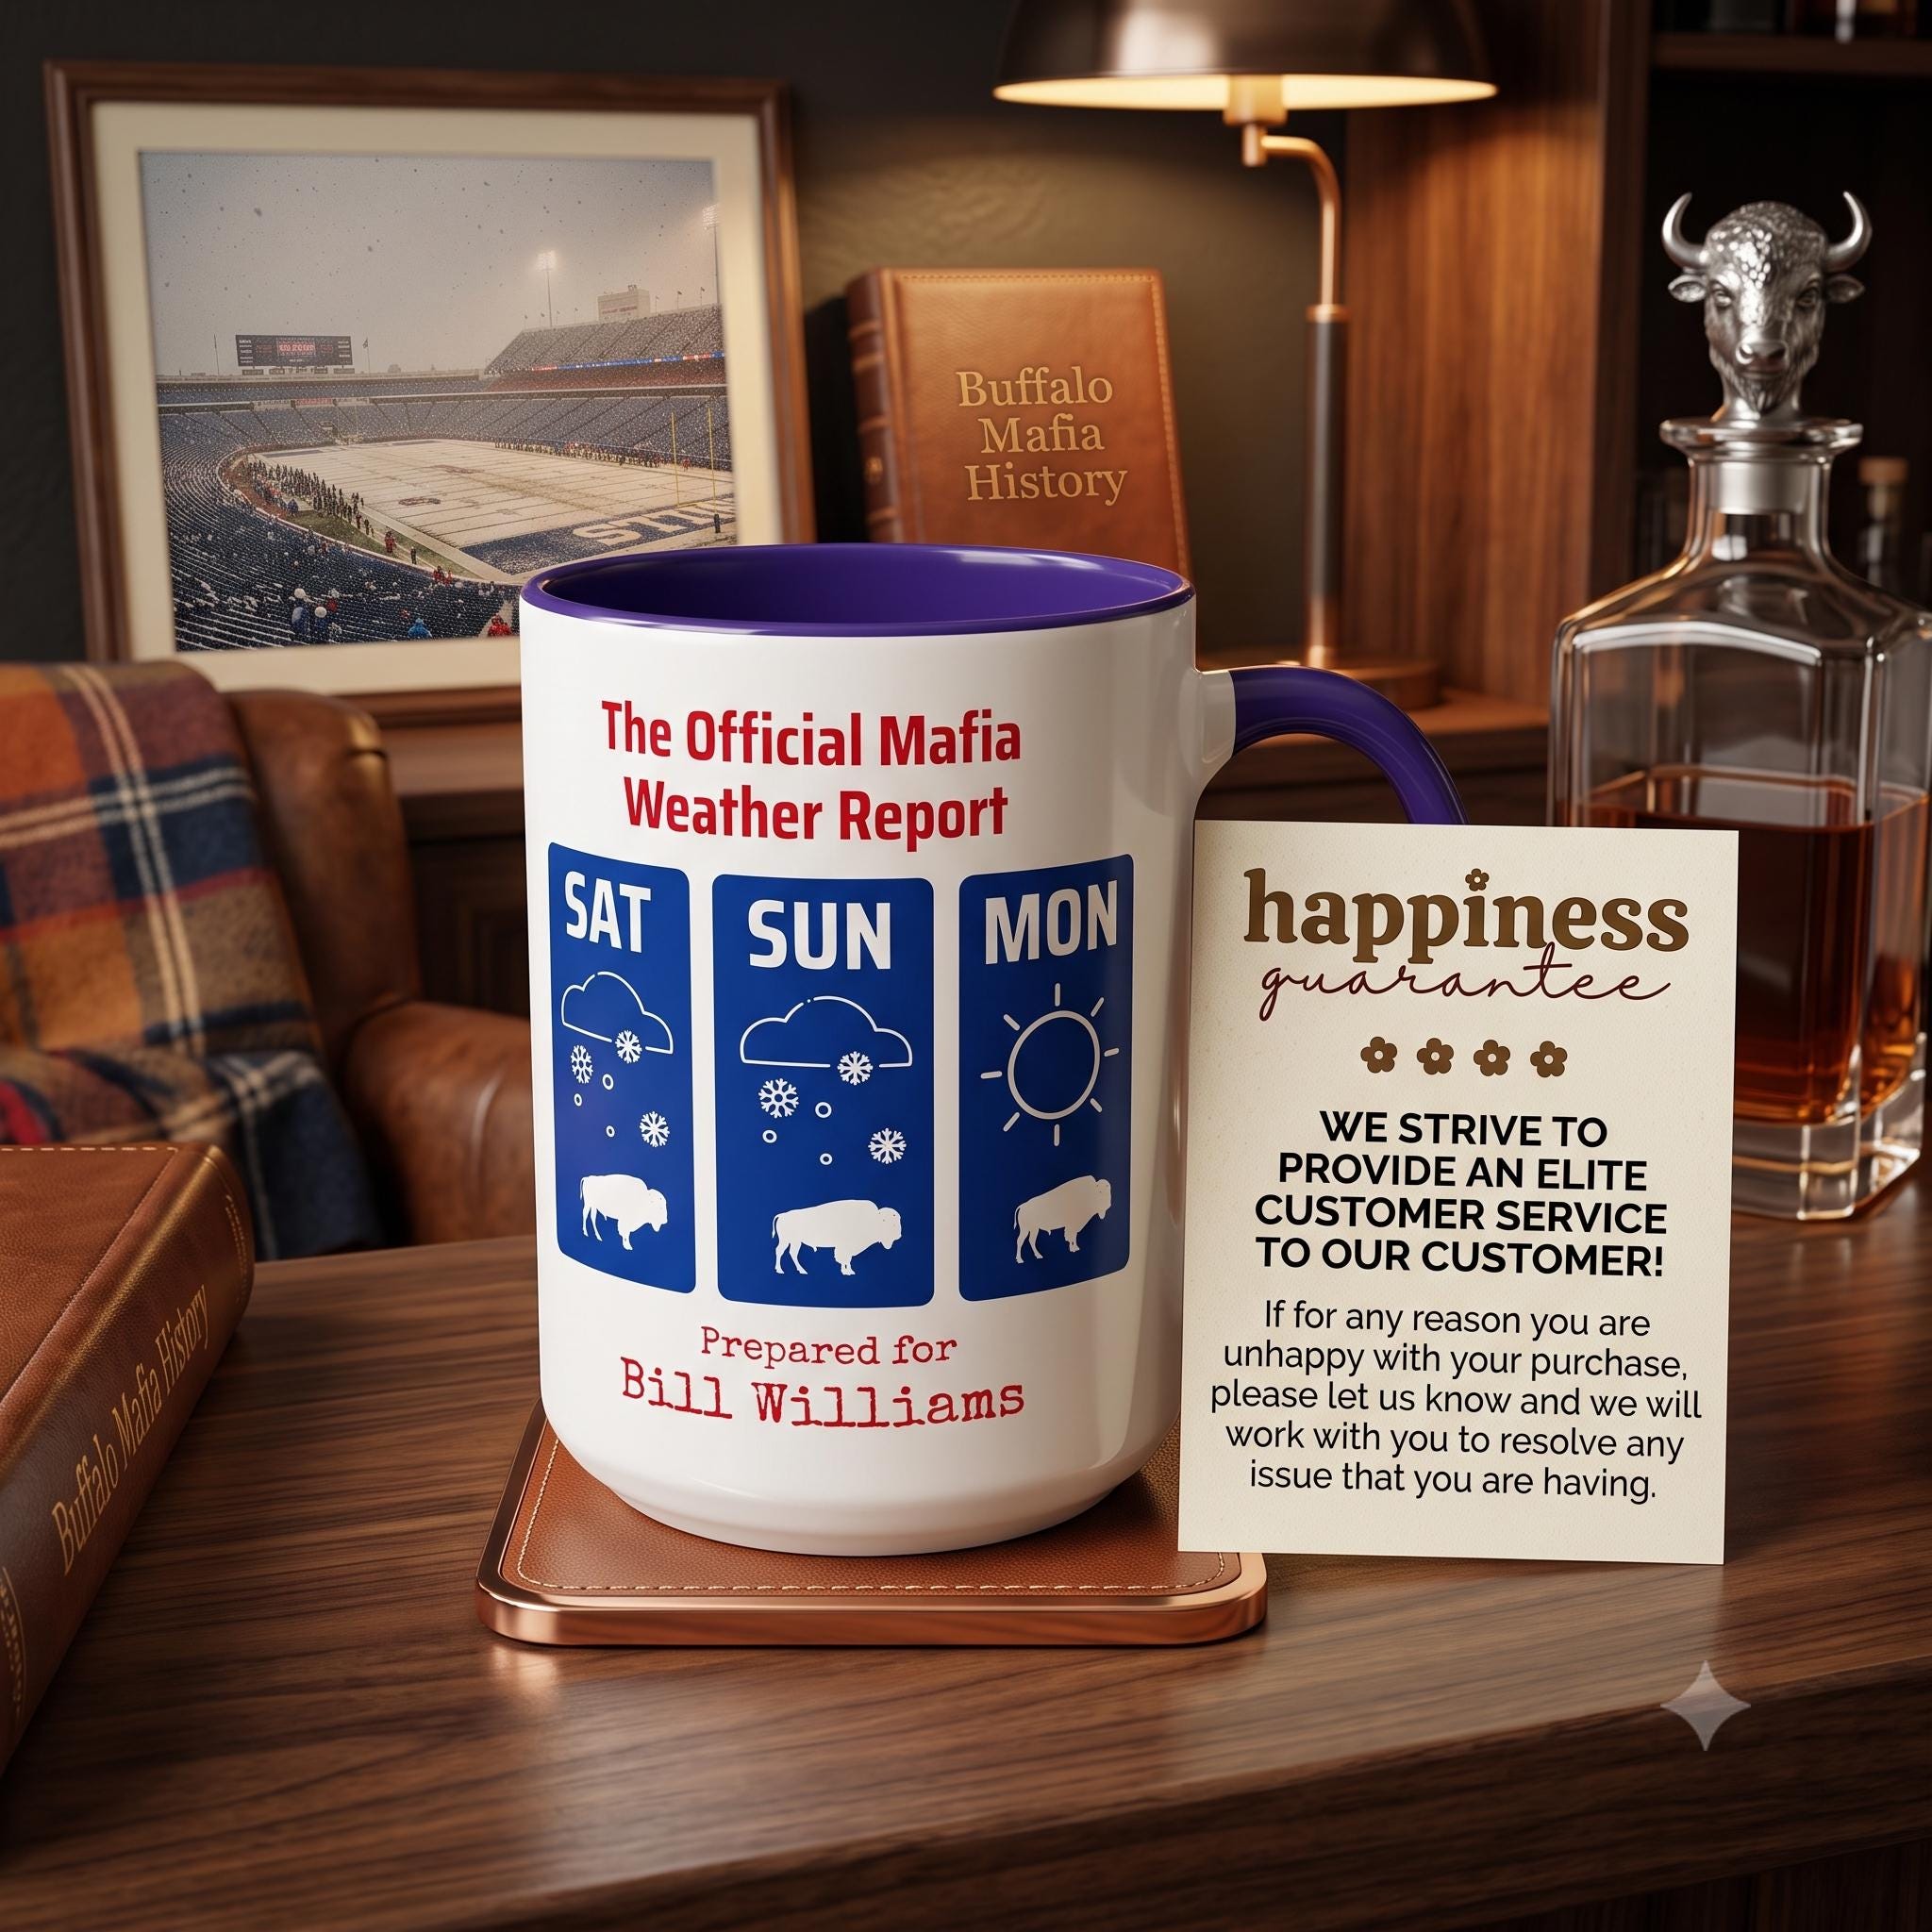 Buffalo
Mafia
History
The Official Mafia
Weather Report
SAT
SUN
MON
Prepared for
Bill Williams
happiness
guarantee
WE STRIVE TO
PROVIDE AN ELITE
CUSTOMER SERVICE
TO OUR CUSTOMER!
If for any reason you are
unhappy with your purchase,
please let us know and we will
work with you to resolve any
issue that you are having.
Buffalo Mafia History